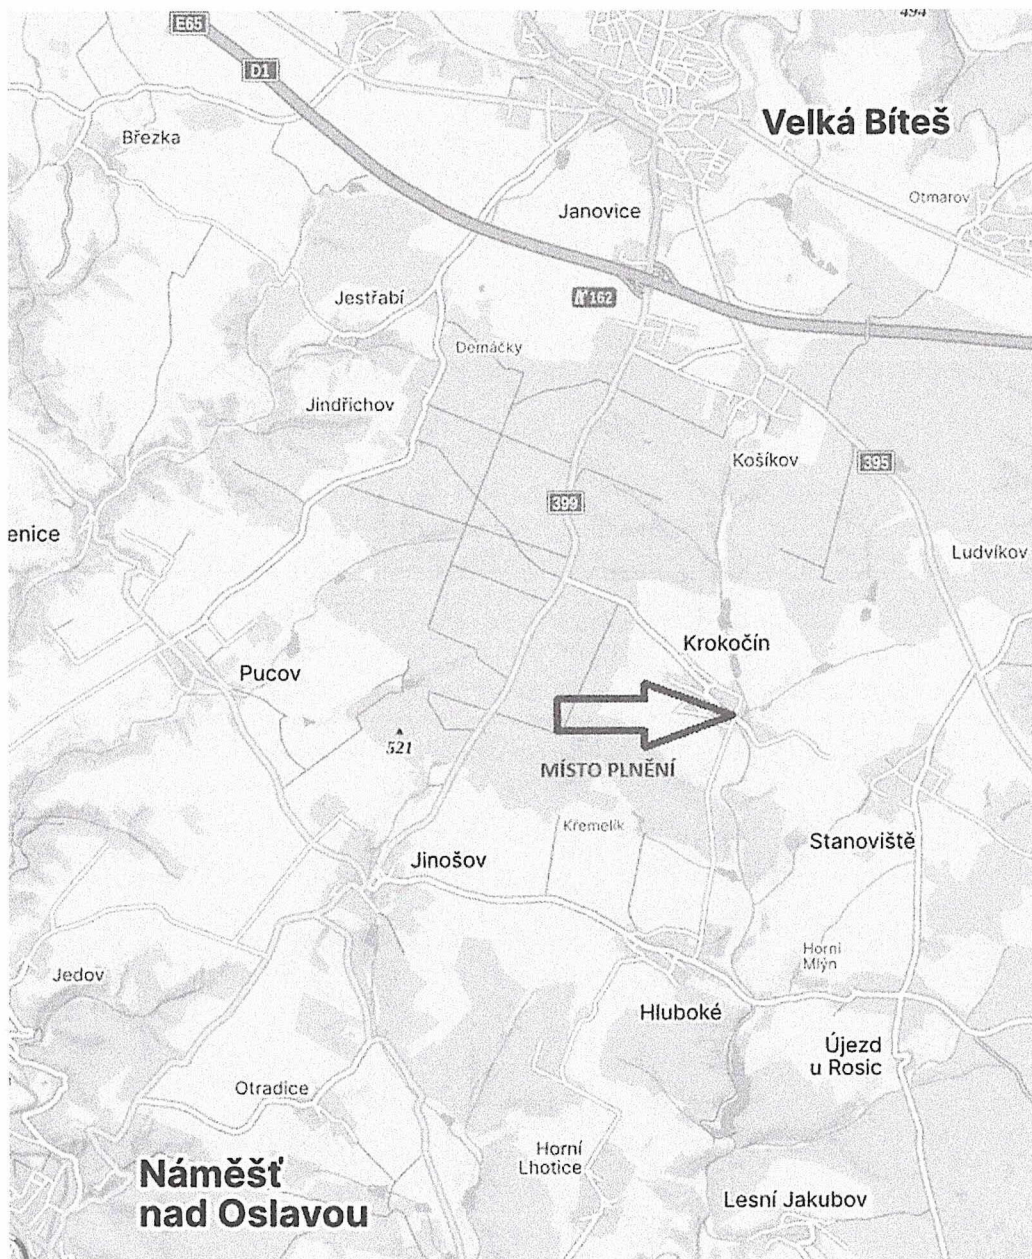 494
E65
D1
Velká Bíteš
Březka
Otmarov
Janovice
Jestřabí
162
Demáčky
Jindřichov
Košíkov
395
399
enice
Ludvíkov
Krokočín
Pucov
521
MÍSTO PLNĚNÍ
Křemelík
Stanoviště
Jinošov
Horní
Mlýn
Jedov
Hluboké
Újezd
u Rosic
Otradice
Horní
Lhotice
Náměšť
nad Oslavou
Lesní Jakubov